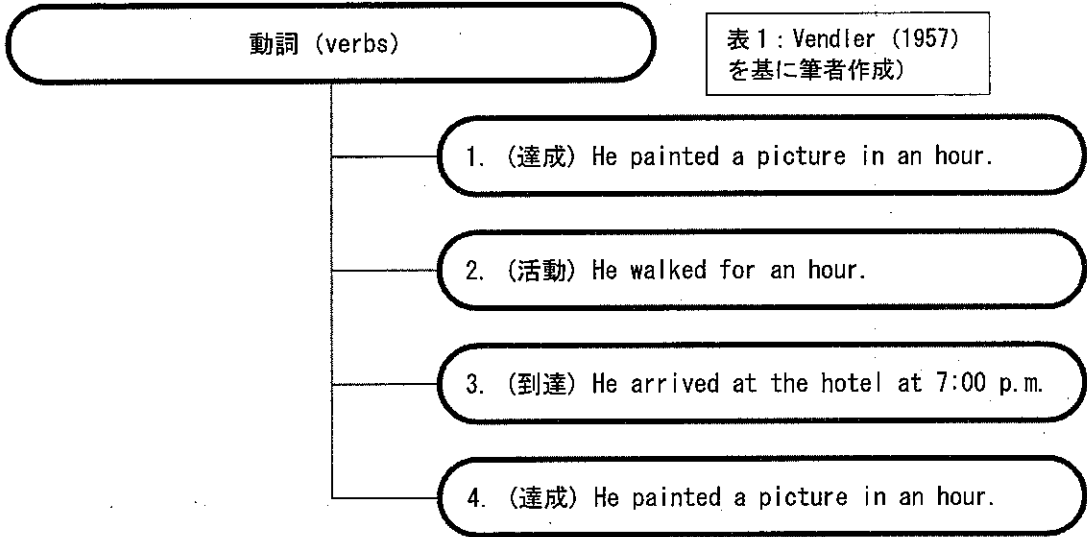 動詞 (verbs)
表1：Vendler (1957)
を基に筆者作成)
1. (達成) He painted a picture in an hour.
2. (活動) He walked for an hour.
3. (到達) He arrived at the hotel at 7:00 p.m.
4. (達成) He painted a picture in an hour.